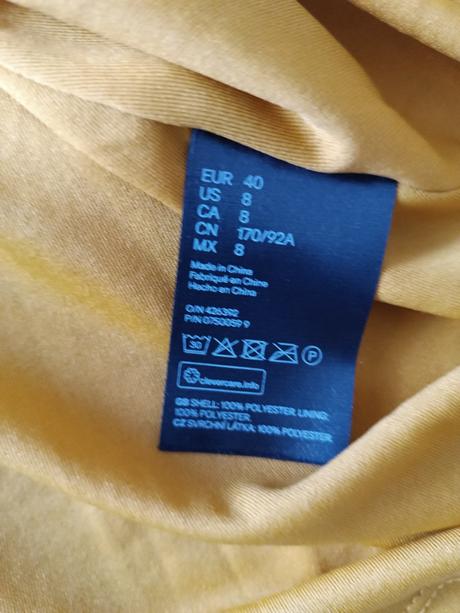 EUR 40
US 8
CA 8
CN 170/92A
MX 8
Made in China
Fabriqué en Chine
Hecho en China
O/N 426392
P/N 0750059 9
30 P
clevercare.info
GB SHELL: 100% POLYESTER. LINING:
100% POLYESTER
CZ SVRCHNÍ LÁTKA: 100% POLYESTER